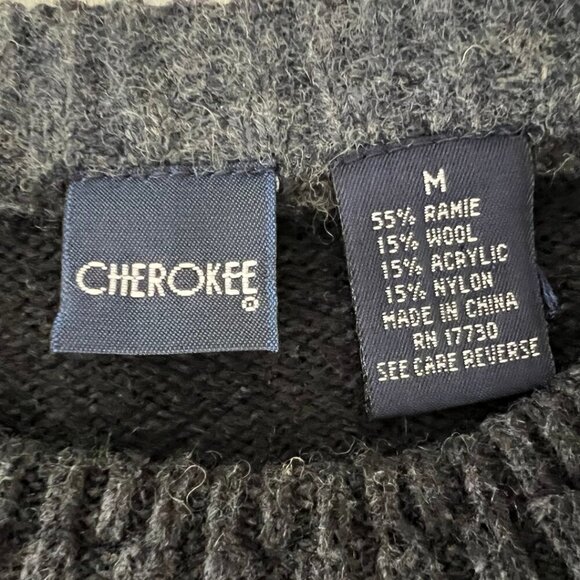 CHEROKEE®
M
55% RAMIE
15% WOOL
15% ACRYLIC
15% NYLON
MADE IN CHINA
RN 17730
SEE CARE REVERSE